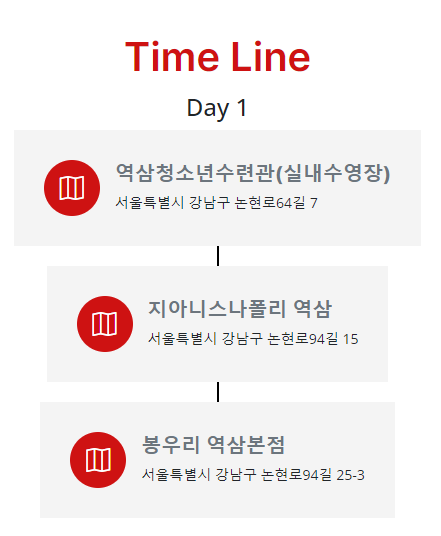 Time Line
Day 1
역삼청소년수련관(실내수영장)
서울특별시 강남구 논현로64길 7
지아니스나폴리 역삼
서울특별시 강남구 논현로94길 15
봉우리 역삼본점
서울특별시 강남구 논현로94길 25-3